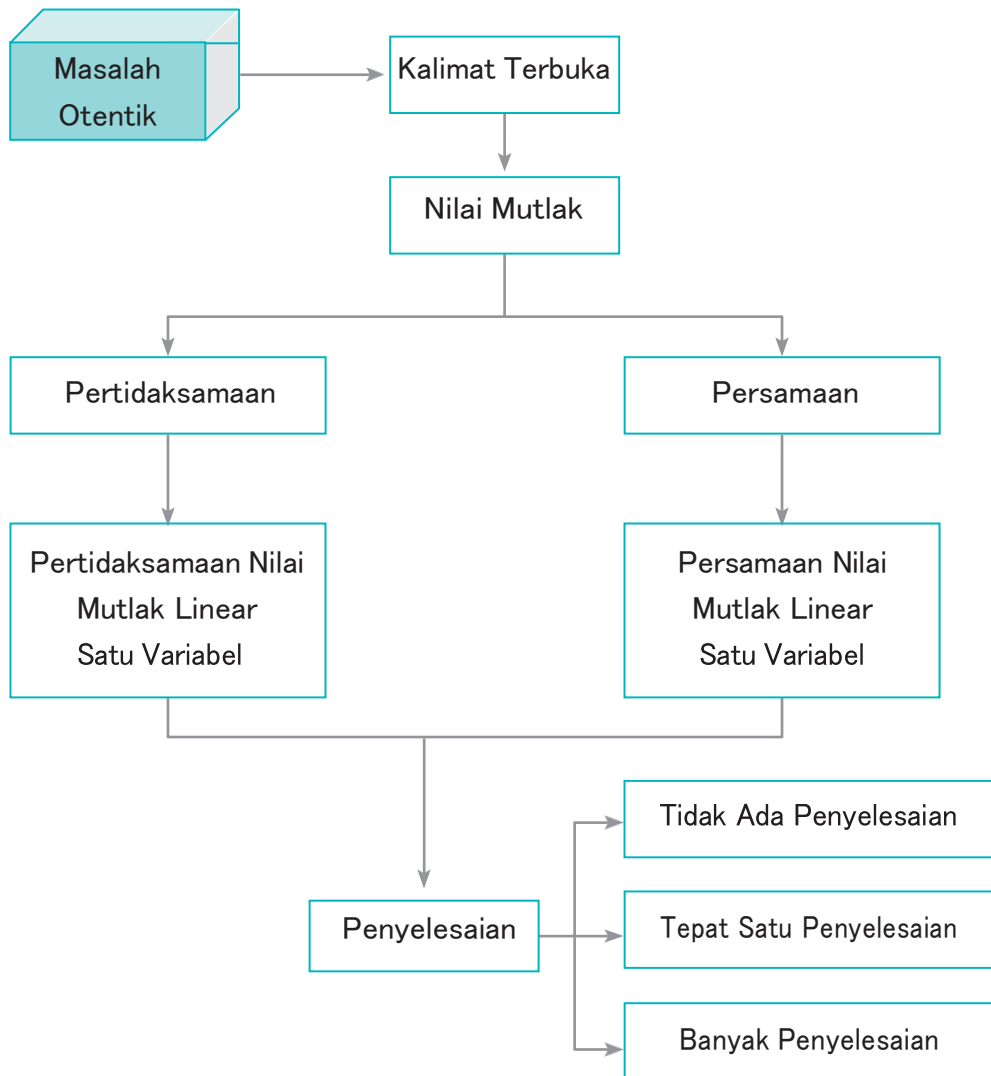 Masalah
Otentik
Kalimat Terbuka
Nilai Mutlak
Pertidaksamaan
Persamaan
Pertidaksamaan Nilai
Mutlak Linear
Satu Variabel
Persamaan Nilai
Mutlak Linear
Satu Variabel
Penyelesaian
Tidak Ada Penyelesaian
Tepat Satu Penyelesaian
Banyak Penyelesaian